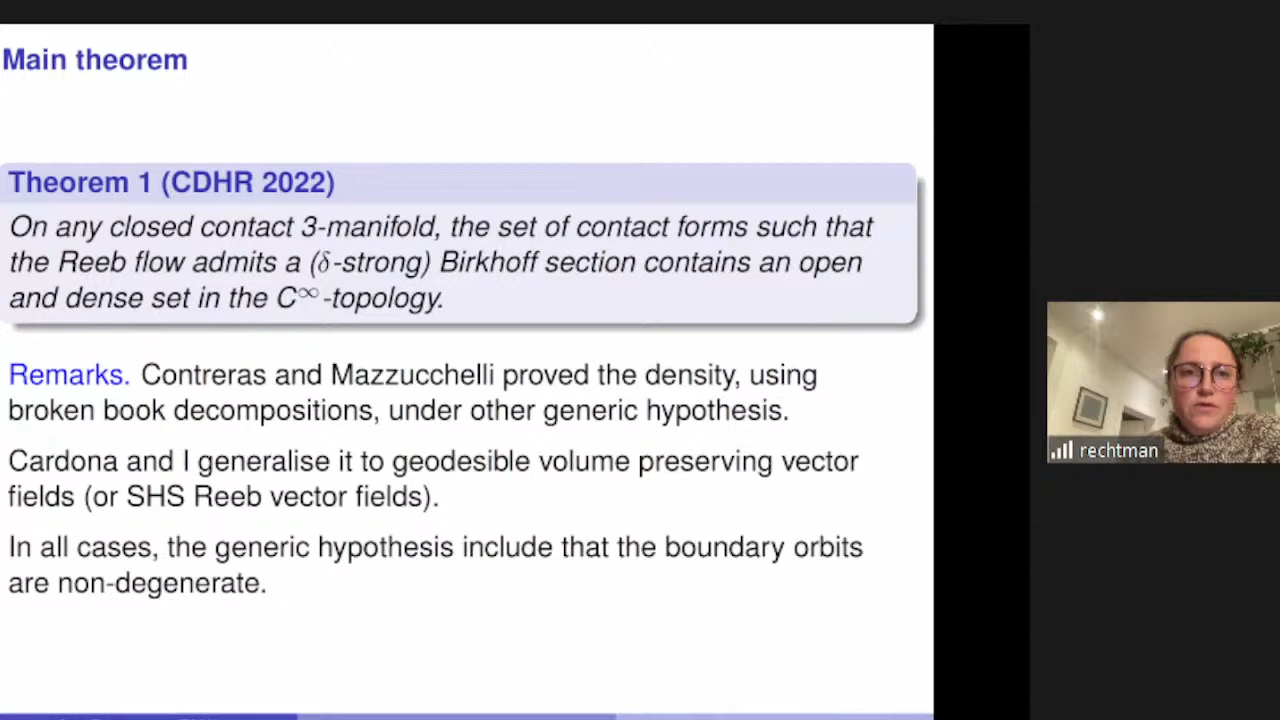 Main theorem
Theorem 1 (CDHR 2022)
On any closed contact 3-manifold, the set of contact forms such that
the Reeb flow admits a (δ-strong) Birkhoff section contains an open
and dense set in the C∞-topology.
Remarks. Contreras and Mazzucchelli proved the density, using
broken book decompositions, under other generic hypothesis.
Cardona and I generalise it to geodesible volume preserving vector
fields (or SHS Reeb vector fields).
In all cases, the generic hypothesis include that the boundary orbits
are non-degenerate.
rechtman